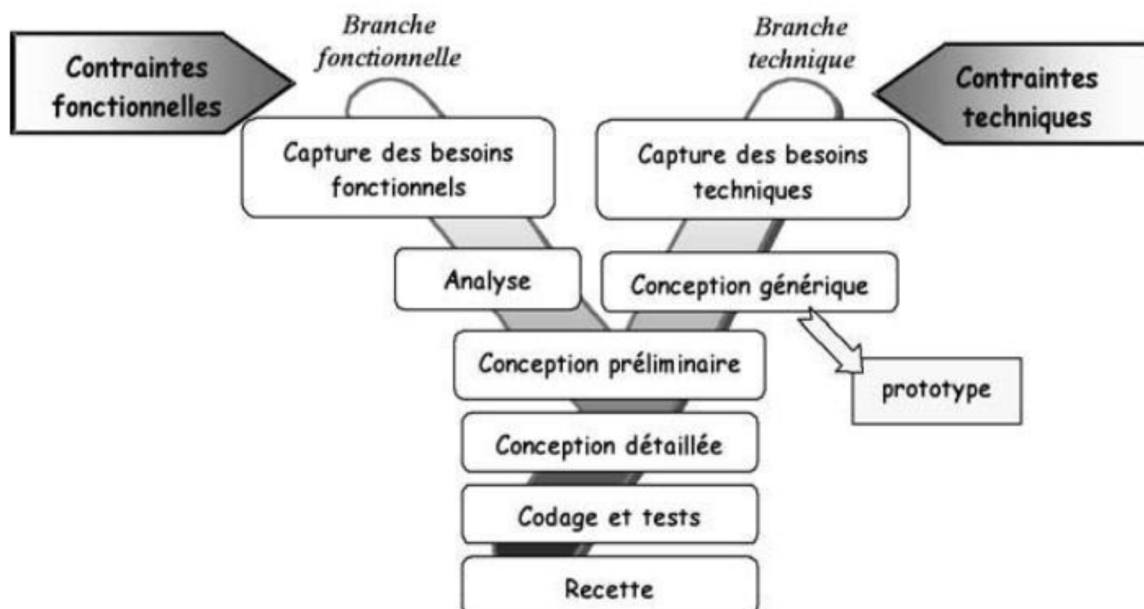 Branche
fonctionnelle
Branche
technique
Contraintes
fonctionnelles
Contraintes
techniques
Capture des besoins
fonctionnels
Capture des besoins
techniques
Analyse
Conception générique
Conception préliminaire
prototype
Conception détaillée
Codage et tests
Recette